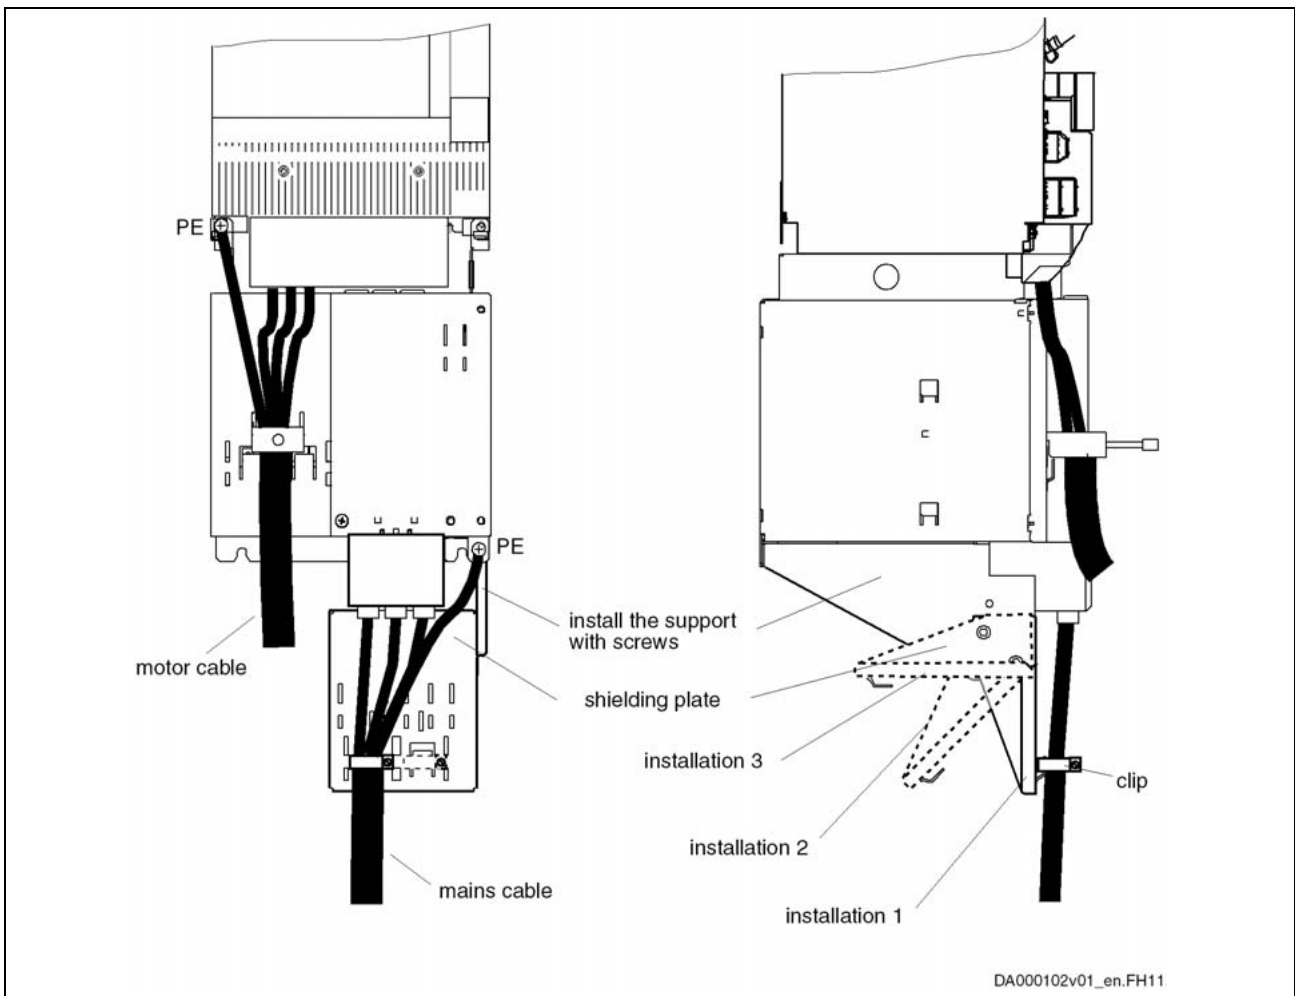 PE
PE
install the support
with screws
motor cable
shielding plate
installation 3
clip
installation 2
mains cable
installation 1
DA000102v01_en.FH11